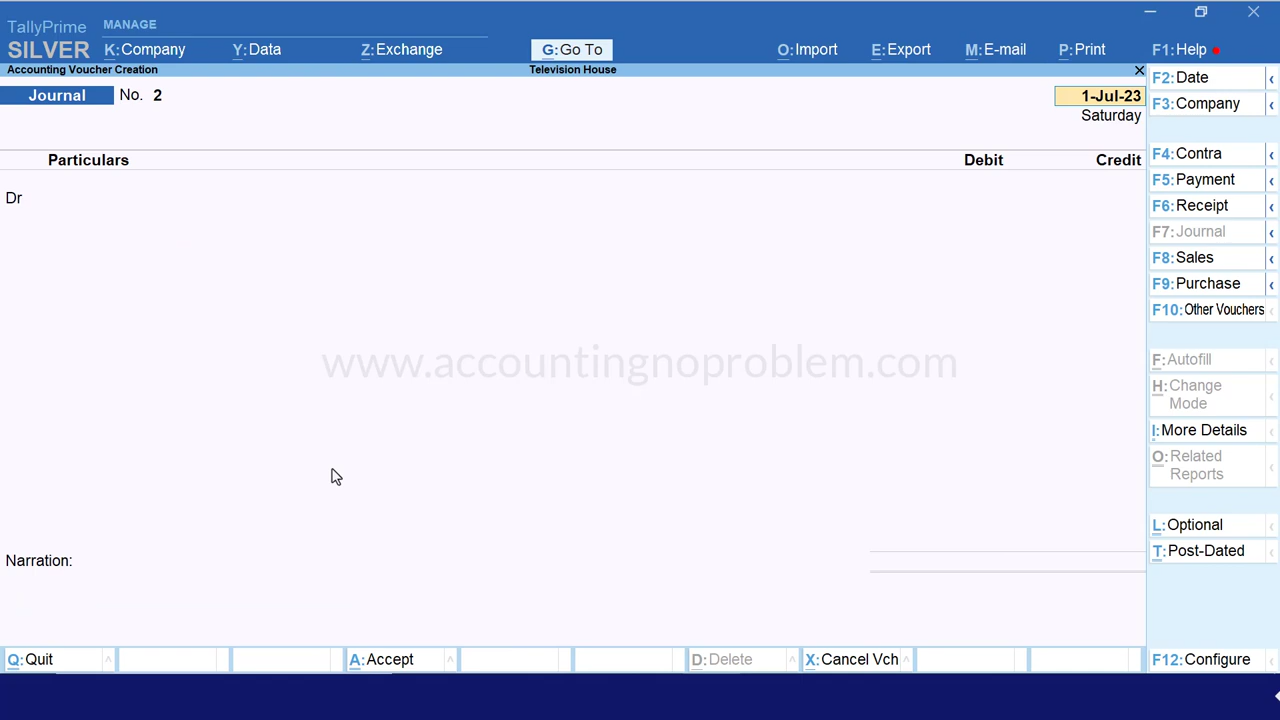 TallyPrime MANAGE
SILVER K:Company Y:Data Z:Exchange G:Go To O:Import E:Export M:E-mail P:Print F1:Help
Accounting Voucher Creation Television House
Journal No. 2 1-Jul-23
Saturday
Particulars Debit Credit
Dr
www.accountingnoproblem.com
Narration:
F2:Date
F3:Company
F4:Contra
F5:Payment
F6:Receipt
F7:Journal
F8:Sales
F9:Purchase
F10:Other Vouchers
F:Autofill
H:Change
Mode
I:More Details
O:Related
Reports
L:Optional
T:Post-Dated
Q:Quit A:Accept D:Delete X:Cancel Vch F12:Configure